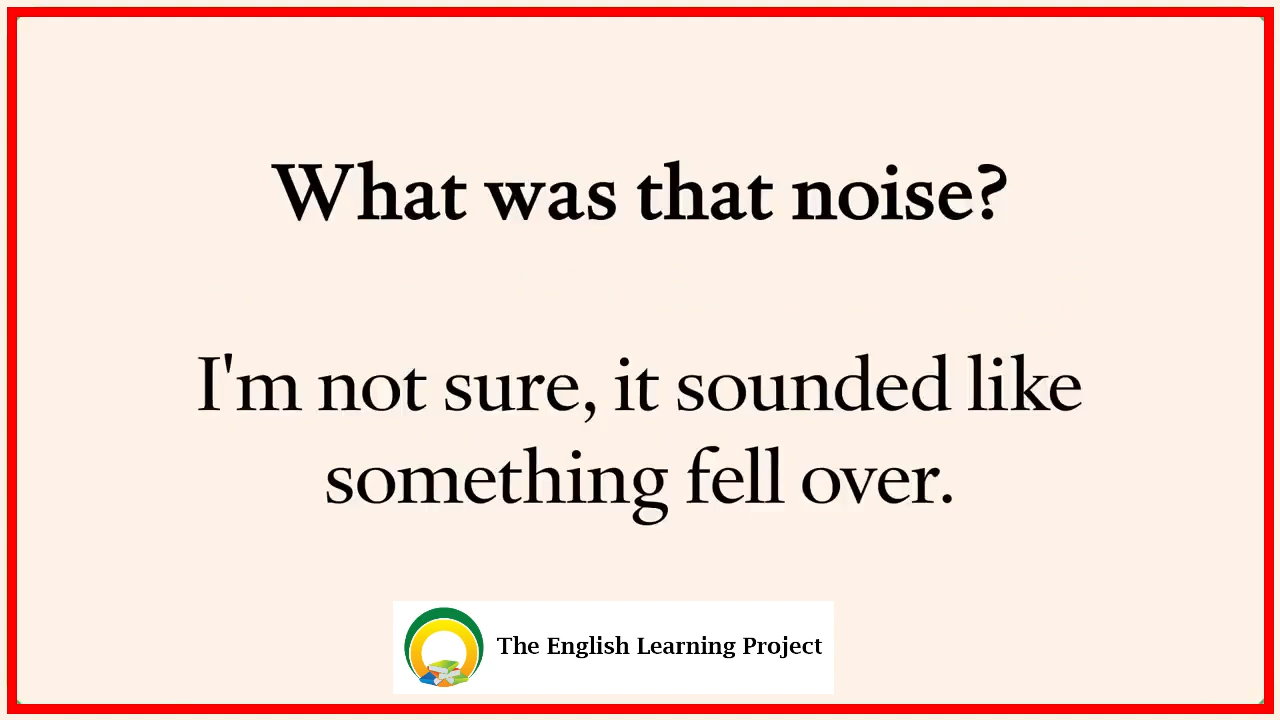 What was that noise?
I'm not sure, it sounded like
something fell over.
The English Learning Project